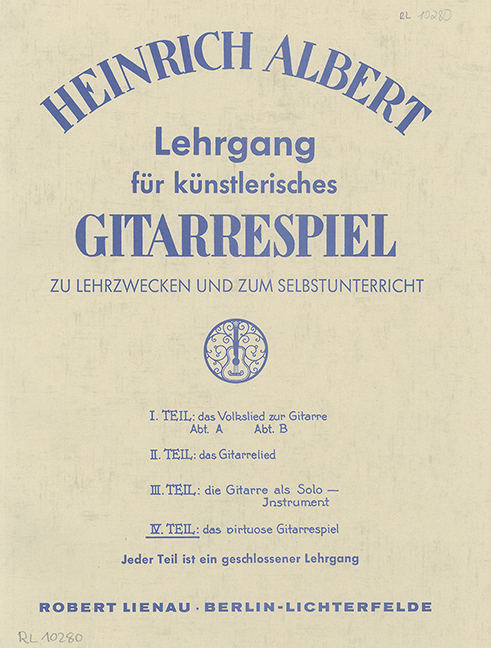 RL 10280
HEINRICH ALBERT
Lehrgang
für künstlerisches
GITARRESPIEL
ZU LEHRZWECKEN UND ZUM SELBSTUNTERRICHT
I. TEIL: das Volkslied zur Gitarre
Abt. A Abt. B
II. TEIL: das Gitarrelied
III. TEIL: die Gitarre als Solo —
Instrument
IV. TEIL: das virtuose Gitarrespiel
Jeder Teil ist ein geschlossener Lehrgang
ROBERT LIENAU · BERLIN-LICHTERFELDE
RL 10280